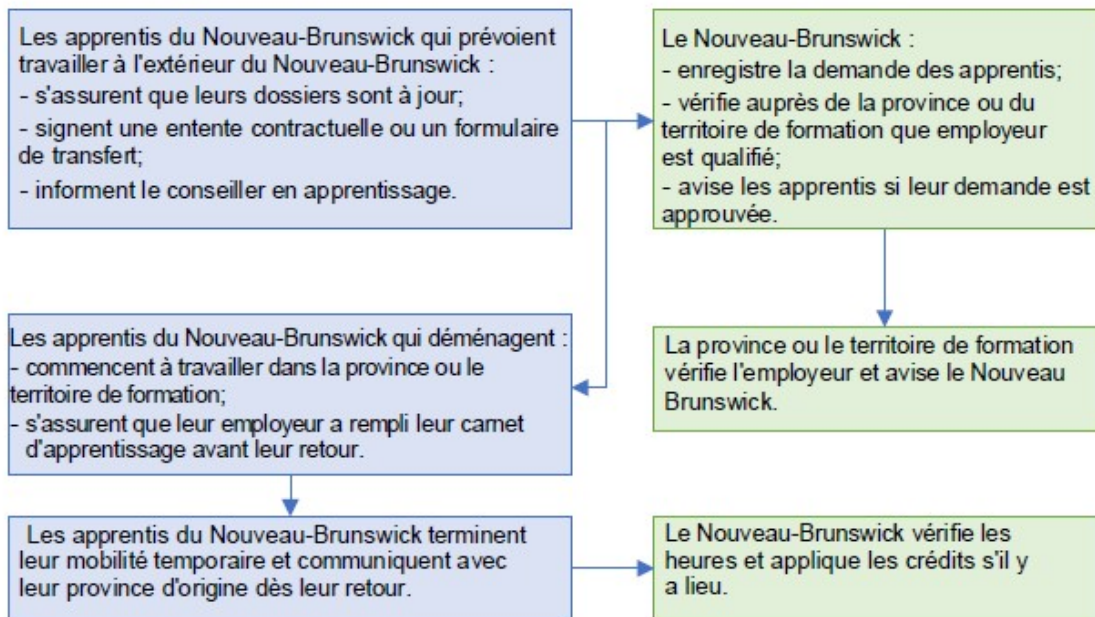 Les apprentis du Nouveau-Brunswick qui prévoient
travailler à l'extérieur du Nouveau-Brunswick :
- s'assurent que leurs dossiers sont à jour;
- signent une entente contractuelle ou un formulaire
de transfert;
- informent le conseiller en apprentissage.
Le Nouveau-Brunswick :
- enregistre la demande des apprentis;
- vérifie auprès de la province ou du
territoire de formation que employeur
est qualifié;
- avise les apprentis si leur demande est
approuvée.
Les apprentis du Nouveau-Brunswick qui déménagent :
- commencent à travailler dans la province ou le
territoire de formation;
- s'assurent que leur employeur a rempli leur carnet
d'apprentissage avant leur retour.
La province ou le territoire de formation
vérifie l'employeur et avise le Nouveau
Brunswick.
Les apprentis du Nouveau-Brunswick terminent
leur mobilité temporaire et communiquent avec
leur province d'origine dès leur retour.
Le Nouveau-Brunswick vérifie les
heures et applique les crédits s'il y
a lieu.